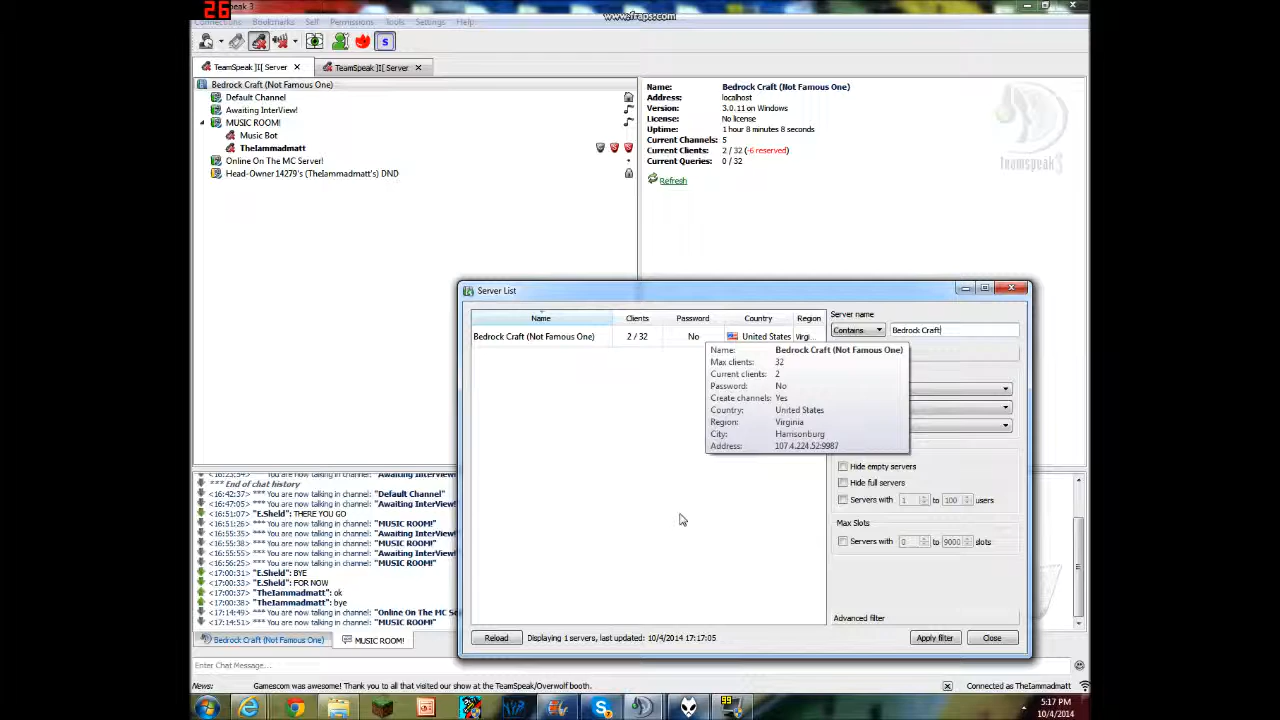 www.fraps.com
26
peak 3
Connections Bookmarks Self Permissions Tools Settings Help
TeamSpeak ]I[ Server
TeamSpeak ]I[ Server
Bedrock Craft (Not Famous One)
Default Channel
Awaiting InterView!
MUSIC ROOM!
Music Bot
TheIammadmatt
Online On The MC Server!
Head-Owner 14279's (TheIammadmatt's) DND
Name: Bedrock Craft (Not Famous One)
Address: localhost
Version: 3.0.11 on Windows
License: No license
Uptime: 1 hour 8 minutes 8 seconds
Current Channels: 5
Current Clients: 2 / 32 (-6 reserved)
Current Queries: 0 / 32
Refresh
teamspeak3
Server List
Name Clients Password Country Region
Bedrock Craft (Not Famous One) 2 / 32 No United States Virgi...
Server name
Contains Bedrock Craft
Name: Bedrock Craft (Not Famous One)
Max clients: 32
Current clients: 2
Password: No
Create channels: Yes
Country: United States
Region: Virginia
City: Harrisonburg
Address: 107.4.224.52:9987
Hide empty servers
Hide full servers
Servers with 1 to 100 users
Max Slots
Servers with 0 to 9000 slots
Advanced filter
Reload Displaying 1 servers, last updated: 10/4/2014 17:17:05 Apply filter Close
<16:23:54> *** You are now talking in channel: "Awaiting InterView!
*** End of chat history
<16:42:37> *** You are now talking in channel: "Default Channel"
<16:47:05> *** You are now talking in channel: "Awaiting InterView!
<16:51:07> "E.Sheld": THERE YOU GO
<16:51:26> *** You are now talking in channel: "MUSIC ROOM!"
<16:55:35> *** You are now talking in channel: "Awaiting InterView!
<16:55:38> *** You are now talking in channel: "MUSIC ROOM!"
<16:55:55> *** You are now talking in channel: "Awaiting InterView!
<16:56:25> *** You are now talking in channel: "MUSIC ROOM!"
<17:00:31> "E.Sheld": BYE
<17:00:33> "E.Sheld": FOR NOW
<17:00:37> "TheIammadmatt": ok
<17:00:38> "TheIammadmatt": bye
<17:14:49> *** You are now talking in channel: "Online On The MC Se
<17:14:51> *** You are now talking in channel: "MUSIC ROOM!"
Bedrock Craft (Not Famous One) MUSIC ROOM!
Enter Chat Message...
News: Gamescom was awesome! Thank you to all that visited our show at the TeamSpeak/Overwolf booth. Connected as TheIammadmatt
5:17 PM
10/4/2014